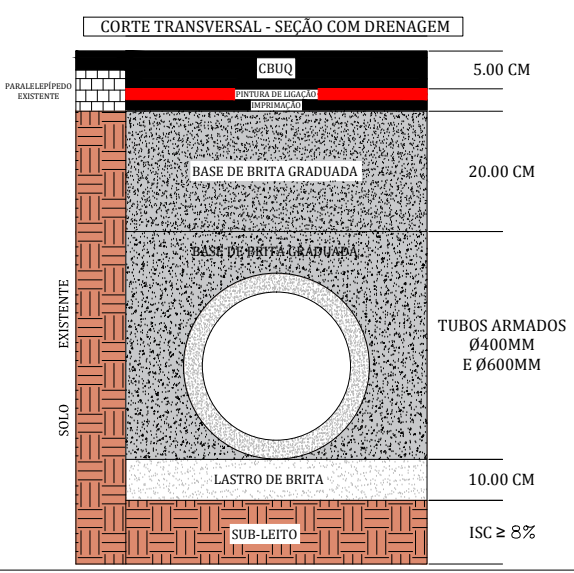 CORTE TRANSVERSAL - SEÇÃO COM DRENAGEM
CBUQ
5.00 CM
PARALELEPÍPEDO
EXISTENTE
PINTURA DE LIGAÇÃO
IMPRIMAÇÃO
BASE DE BRITA GRADUADA
20.00 CM
BASE DE BRITA GRADUADA
SOLO EXISTENTE
TUBOS ARMADOS
Ø400MM
E Ø600MM
LASTRO DE BRITA
10.00 CM
SUB-LEITO
ISC ≥ 8%